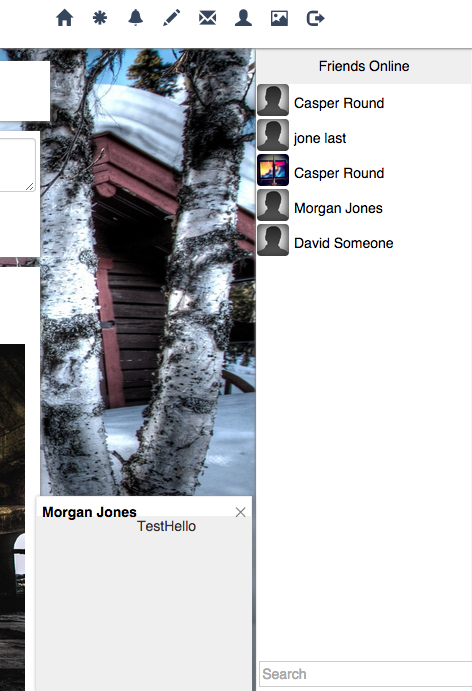 Friends Online
Casper Round
jone last
Casper Round
Morgan Jones
David Someone
Morgan Jones
TestHello
Search